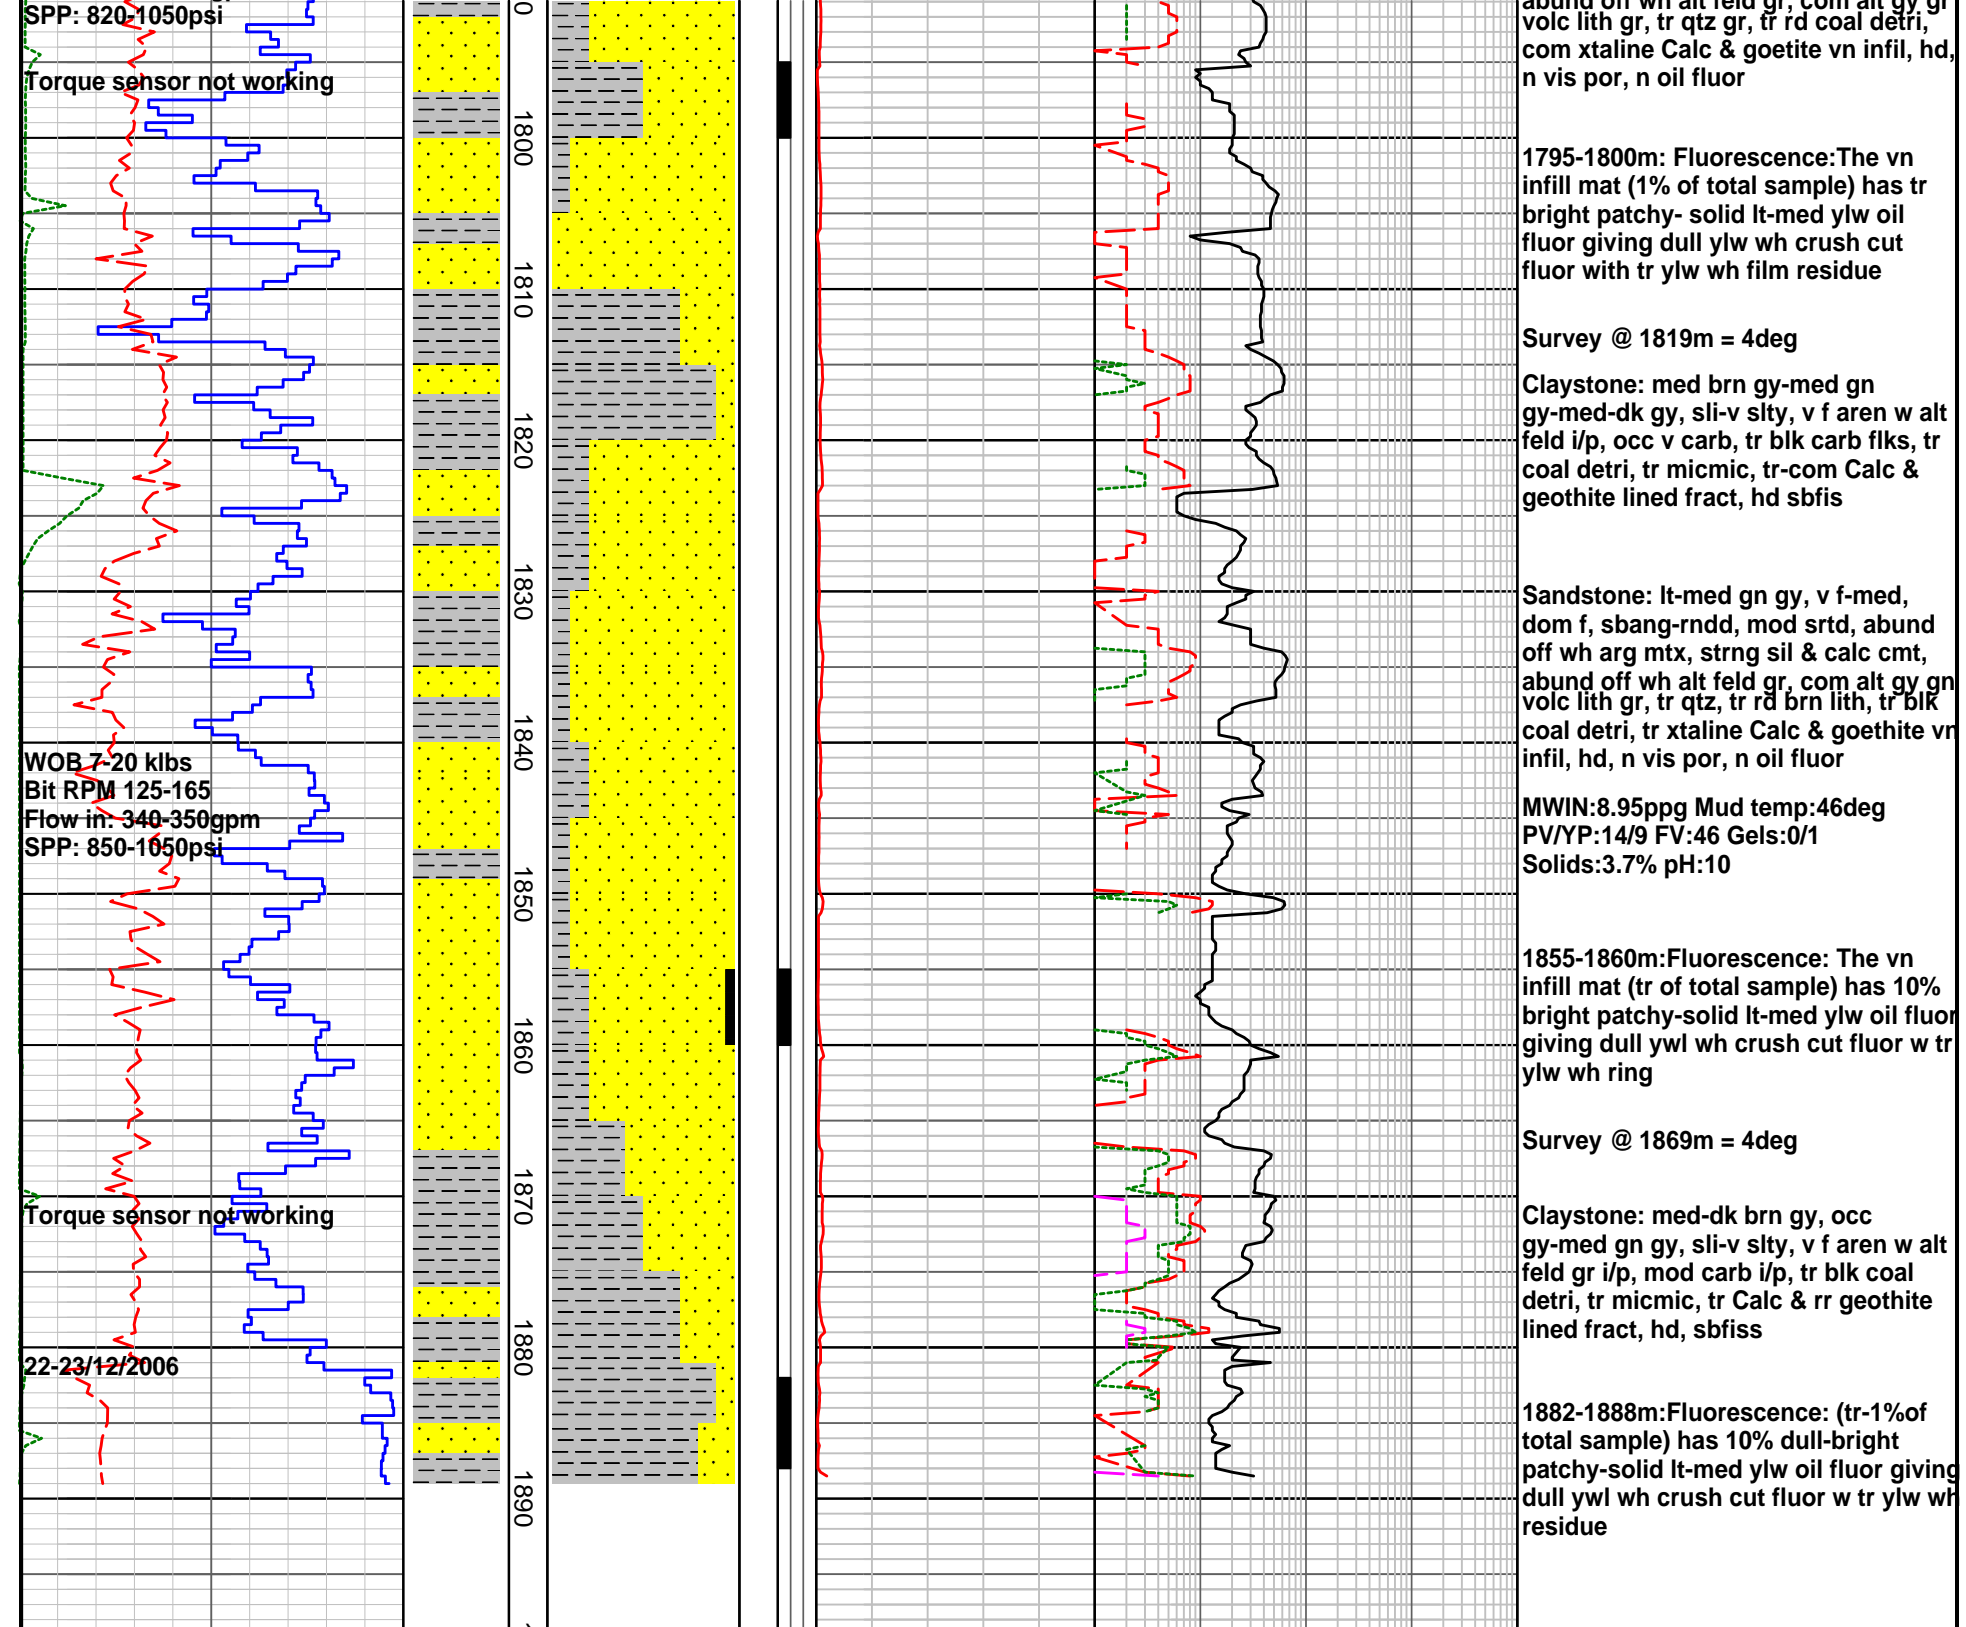 SPP: 820-1050psi
Torque sensor not working
WOB 7-20 klbs
Bit RPM 125-165
Flow in: 340-350gpm
SPP: 850-1050psi
Torque sensor not working
22-23/12/2006
0
1800
1810
1820
1830
1840
1850
1860
1870
1880
1890
abund off wh alt feld gr, com alt gy gr
volc lith gr, tr qtz gr, tr rd coal detri,
com xtaline Calc & goetite vn infil, hd,
n vis por, n oil fluor
1795-1800m: Fluorescence:The vn
infill mat (1% of total sample) has tr
bright patchy- solid lt-med ylw oil
fluor giving dull ylw wh crush cut
fluor with tr ylw wh film residue
Survey @ 1819m = 4deg
Claystone: med brn gy-med gn
gy-med-dk gy, sli-v slty, v f aren w alt
feld i/p, occ v carb, tr blk carb flks, tr
coal detri, tr micmic, tr-com Calc &
geothite lined fract, hd sbfis
Sandstone: lt-med gn gy, v f-med,
dom f, sbang-rndd, mod srtd, abund
off wh arg mtx, strng sil & calc cmt,
abund off wh alt feld gr, com alt gy gn
volc lith gr, tr qtz, tr rd brn lith, tr blk
coal detri, tr xtaline Calc & goethite vn
infil, hd, n vis por, n oil fluor
MWIN:8.95ppg Mud temp:46deg
PV/YP:14/9 FV:46 Gels:0/1
Solids:3.7% pH:10
1855-1860m:Fluorescence: The vn
infill mat (tr of total sample) has 10%
bright patchy-solid lt-med ylw oil fluor
giving dull ywl wh crush cut fluor w tr
ylw wh ring
Survey @ 1869m = 4deg
Claystone: med-dk brn gy, occ
gy-med gn gy, sli-v slty, v f aren w alt
feld gr i/p, mod carb i/p, tr blk coal
detri, tr micmic, tr Calc & rr geothite
lined fract, hd, sbfiss
1882-1888m:Fluorescence: (tr-1%of
total sample) has 10% dull-bright
patchy-solid lt-med ylw oil fluor giving
dull ywl wh crush cut fluor w tr ylw wh
residue